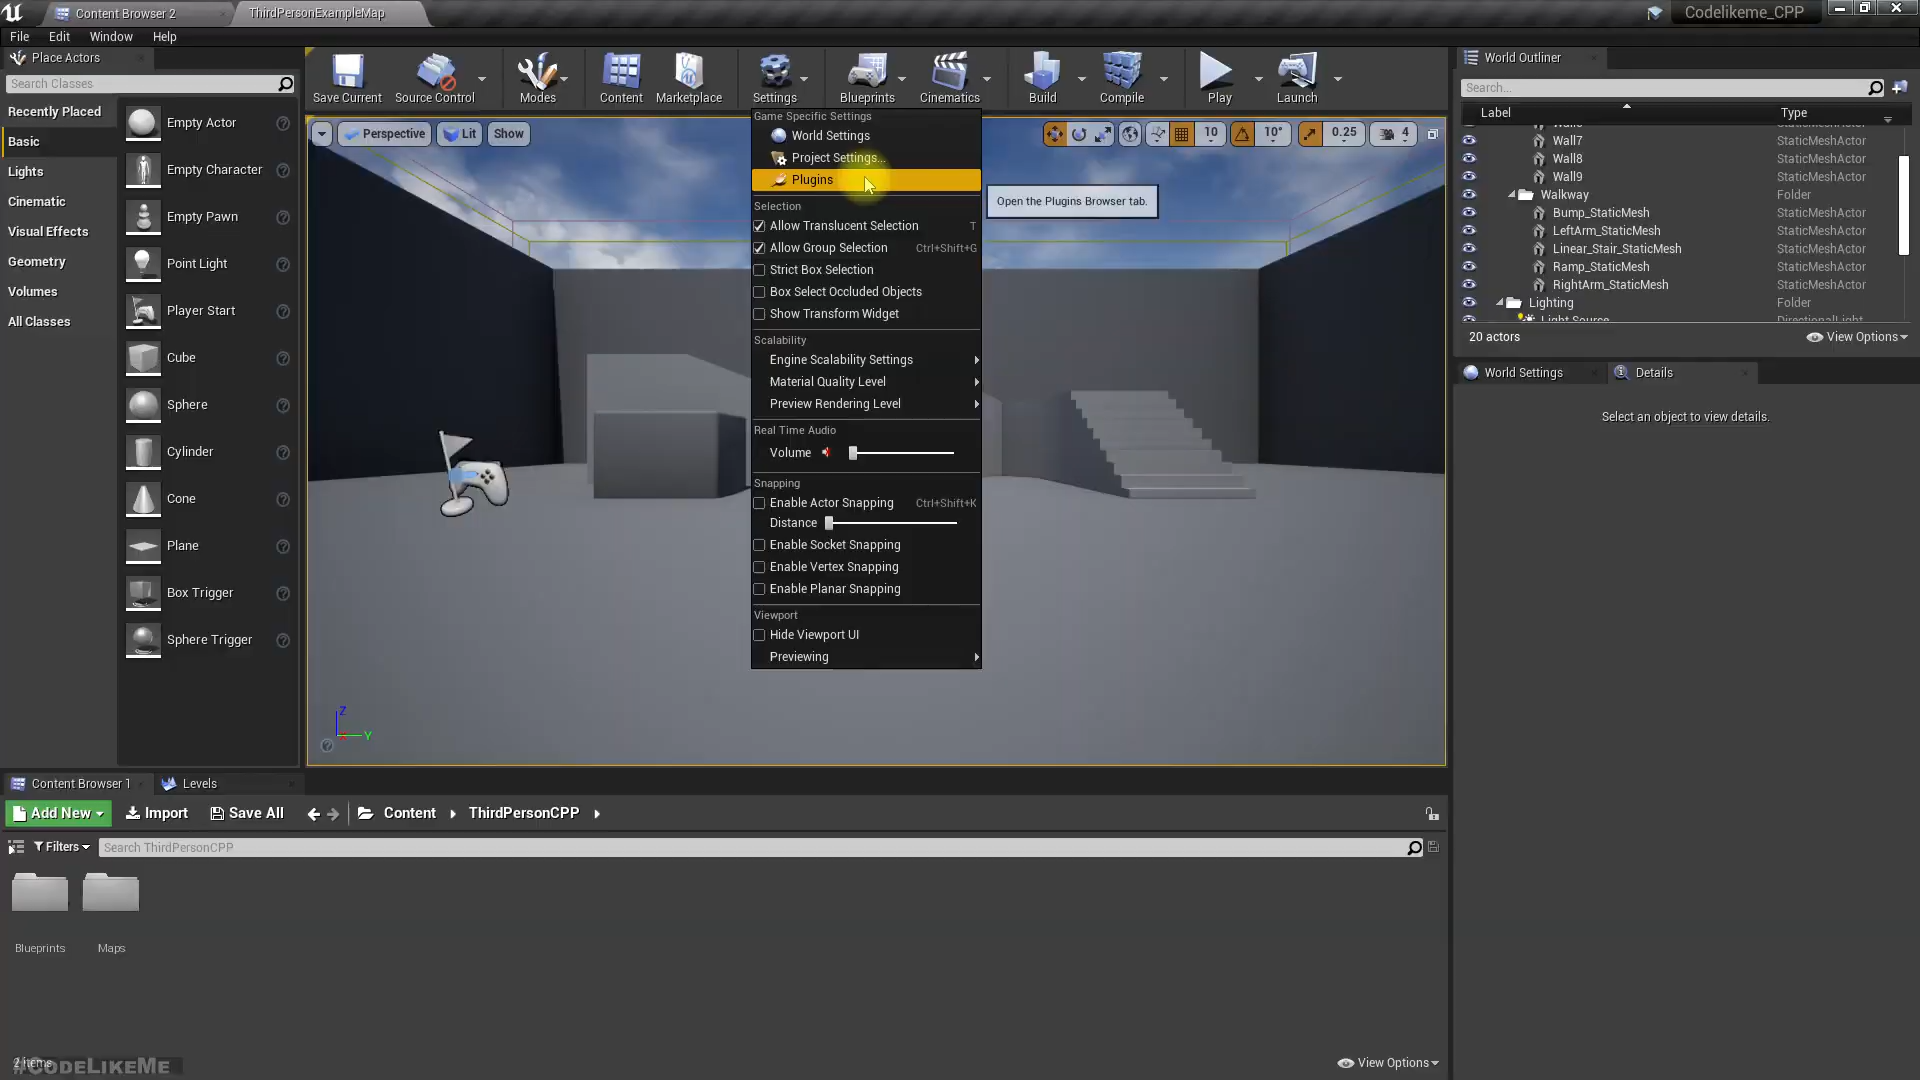 Content Browser 2
ThirdPersonExampleMap
Codelikeme_CPP
File Edit Window Help
Place Actors
Search Classes
Recently Placed
Basic
Lights
Cinematic
Visual Effects
Geometry
Volumes
All Classes
Empty Actor
Empty Character
Empty Pawn
Point Light
Player Start
Cube
Sphere
Cylinder
Cone
Plane
Box Trigger
Sphere Trigger
Save Current
Source Control
Modes
Content
Marketplace
Settings
Blueprints
Cinematics
Build
Compile
Play
Launch
Perspective
Lit
Show
10
10°
0.25
4
Game Specific Settings
World Settings
Project Settings...
Plugins
Open the Plugins Browser tab.
Selection
Allow Translucent Selection T
Allow Group Selection Ctrl+Shift+G
Strict Box Selection
Box Select Occluded Objects
Show Transform Widget
Scalability
Engine Scalability Settings
Material Quality Level
Preview Rendering Level
Real Time Audio
Volume
Snapping
Enable Actor Snapping Ctrl+Shift+K
Distance
Enable Socket Snapping
Enable Vertex Snapping
Enable Planar Snapping
Viewport
Hide Viewport UI
Previewing
Z
Y
World Outliner
Search...
Label Type
Wall7 StaticMeshActor
Wall8 StaticMeshActor
Wall9 StaticMeshActor
Walkway Folder
Bump_StaticMesh StaticMeshActor
LeftArm_StaticMesh StaticMeshActor
Linear_Stair_StaticMesh StaticMeshActor
Ramp_StaticMesh StaticMeshActor
RightArm_StaticMesh StaticMeshActor
Lighting Folder
Light Source DirectionalLight
20 actors
View Options
World Settings
Details
Select an object to view details.
Content Browser 1
Levels
Add New
Import
Save All
Content
ThirdPersonCPP
Filters
Search ThirdPersonCPP
Blueprints
Maps
2 items
#CodeLikeMe
View Options